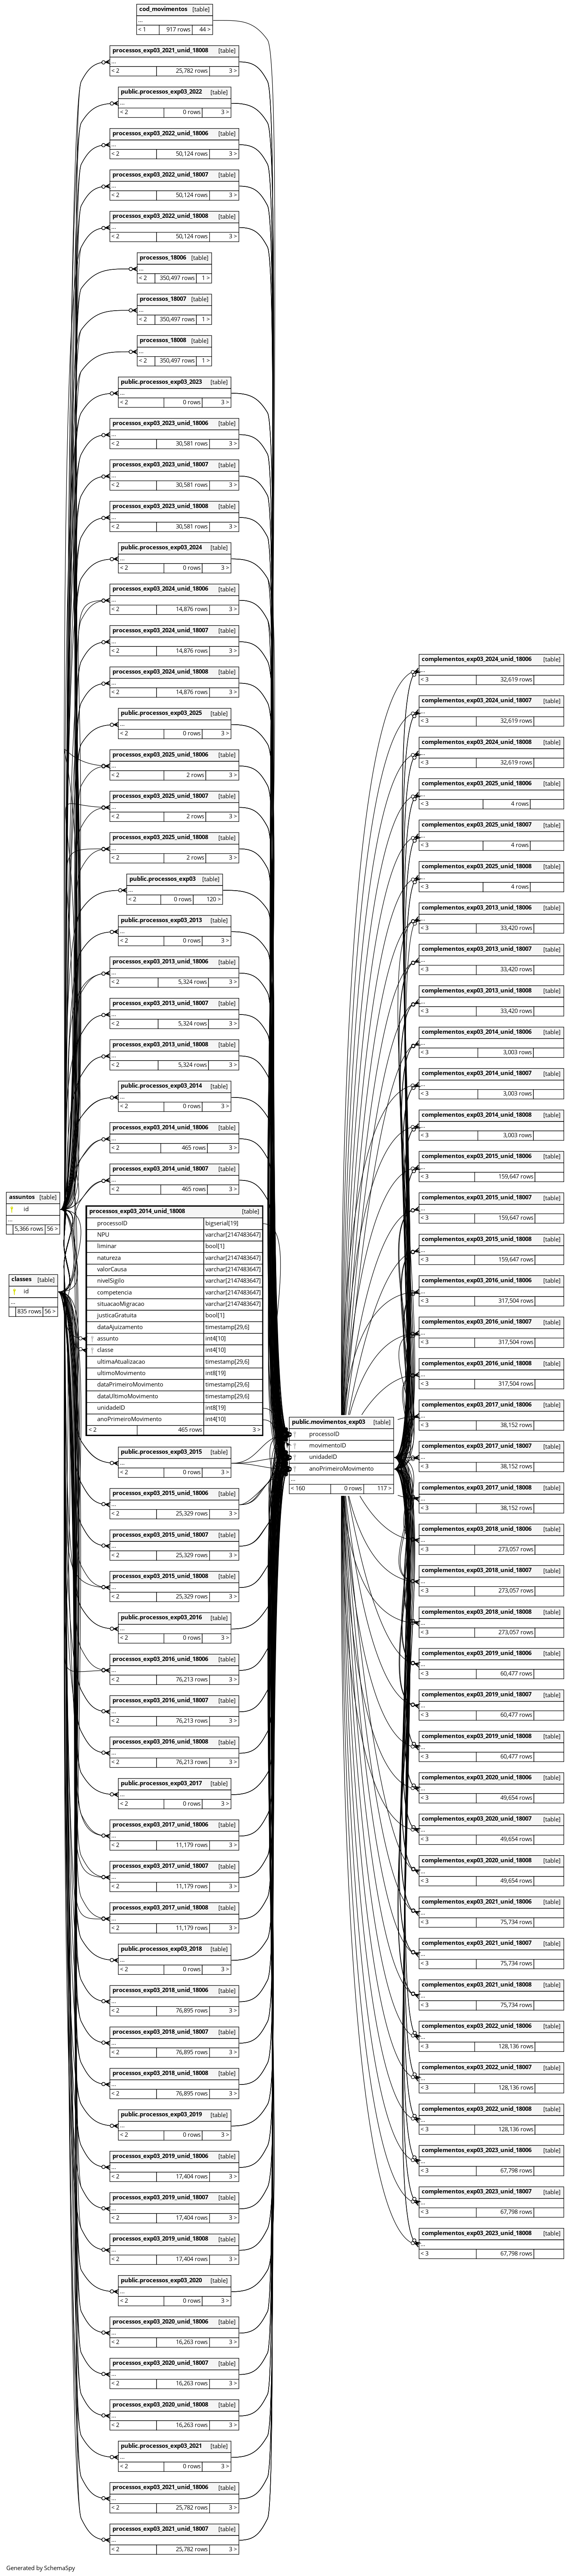 cod_movimentos [table]
...
< 1 917 rows 44 >
processos_exp03_2021_unid_18008 [table]
...
< 2 25,782 rows 3 >
public.processos_exp03_2022 [table]
...
< 2 0 rows 3 >
processos_exp03_2022_unid_18006 [table]
...
< 2 50,124 rows 3 >
processos_exp03_2022_unid_18007 [table]
...
< 2 50,124 rows 3 >
processos_exp03_2022_unid_18008 [table]
...
< 2 50,124 rows 3 >
processos_18006 [table]
...
< 2 350,497 rows 1 >
processos_18007 [table]
...
< 2 350,497 rows 1 >
processos_18008 [table]
...
< 2 350,497 rows 1 >
public.processos_exp03_2023 [table]
...
< 2 0 rows 3 >
processos_exp03_2023_unid_18006 [table]
...
< 2 30,581 rows 3 >
processos_exp03_2023_unid_18007 [table]
...
< 2 30,581 rows 3 >
processos_exp03_2023_unid_18008 [table]
...
< 2 30,581 rows 3 >
public.processos_exp03_2024 [table]
...
< 2 0 rows 3 >
processos_exp03_2024_unid_18006 [table]
...
< 2 14,876 rows 3 >
processos_exp03_2024_unid_18007 [table]
...
< 2 14,876 rows 3 >
processos_exp03_2024_unid_18008 [table]
...
< 2 14,876 rows 3 >
public.processos_exp03_2025 [table]
...
< 2 0 rows 3 >
processos_exp03_2025_unid_18006 [table]
...
< 2 2 rows 3 >
processos_exp03_2025_unid_18007 [table]
...
< 2 2 rows 3 >
processos_exp03_2025_unid_18008 [table]
...
< 2 2 rows 3 >
public.processos_exp03 [table]
...
< 2 0 rows 120 >
public.processos_exp03_2013 [table]
...
< 2 0 rows 3 >
processos_exp03_2013_unid_18006 [table]
...
< 2 5,324 rows 3 >
processos_exp03_2013_unid_18007 [table]
...
< 2 5,324 rows 3 >
processos_exp03_2013_unid_18008 [table]
...
< 2 5,324 rows 3 >
public.processos_exp03_2014 [table]
...
< 2 0 rows 3 >
processos_exp03_2014_unid_18006 [table]
...
< 2 465 rows 3 >
processos_exp03_2014_unid_18007 [table]
...
< 2 465 rows 3 >
assuntos [table]
id
...
5,366 rows 56 >
classes [table]
id
...
835 rows 56 >
processos_exp03_2014_unid_18008 [table]
processoID bigserial[19]
NPU varchar[2147483647]
liminar bool[1]
natureza varchar[2147483647]
valorCausa varchar[2147483647]
nivelSigilo varchar[2147483647]
competencia varchar[2147483647]
situacaoMigracao varchar[2147483647]
justicaGratuita bool[1]
dataAjuizamento timestamp[29,6]
assunto int4[10]
classe int4[10]
ultimaAtualizacao timestamp[29,6]
ultimoMovimento int8[19]
dataPrimeiroMovimento timestamp[29,6]
dataUltimoMovimento timestamp[29,6]
unidadeID int8[19]
anoPrimeiroMovimento int4[10]
< 2 465 rows 3 >
public.processos_exp03_2015 [table]
...
< 2 0 rows 3 >
processos_exp03_2015_unid_18006 [table]
...
< 2 25,329 rows 3 >
processos_exp03_2015_unid_18007 [table]
...
< 2 25,329 rows 3 >
processos_exp03_2015_unid_18008 [table]
...
< 2 25,329 rows 3 >
public.processos_exp03_2016 [table]
...
< 2 0 rows 3 >
processos_exp03_2016_unid_18006 [table]
...
< 2 76,213 rows 3 >
processos_exp03_2016_unid_18007 [table]
...
< 2 76,213 rows 3 >
processos_exp03_2016_unid_18008 [table]
...
< 2 76,213 rows 3 >
public.processos_exp03_2017 [table]
...
< 2 0 rows 3 >
processos_exp03_2017_unid_18006 [table]
...
< 2 11,179 rows 3 >
processos_exp03_2017_unid_18007 [table]
...
< 2 11,179 rows 3 >
processos_exp03_2017_unid_18008 [table]
...
< 2 11,179 rows 3 >
public.processos_exp03_2018 [table]
...
< 2 0 rows 3 >
processos_exp03_2018_unid_18006 [table]
...
< 2 76,895 rows 3 >
processos_exp03_2018_unid_18007 [table]
...
< 2 76,895 rows 3 >
processos_exp03_2018_unid_18008 [table]
...
< 2 76,895 rows 3 >
public.processos_exp03_2019 [table]
...
< 2 0 rows 3 >
processos_exp03_2019_unid_18006 [table]
...
< 2 17,404 rows 3 >
processos_exp03_2019_unid_18007 [table]
...
< 2 17,404 rows 3 >
processos_exp03_2019_unid_18008 [table]
...
< 2 17,404 rows 3 >
public.processos_exp03_2020 [table]
...
< 2 0 rows 3 >
processos_exp03_2020_unid_18006 [table]
...
< 2 16,263 rows 3 >
processos_exp03_2020_unid_18007 [table]
...
< 2 16,263 rows 3 >
processos_exp03_2020_unid_18008 [table]
...
< 2 16,263 rows 3 >
public.processos_exp03_2021 [table]
...
< 2 0 rows 3 >
processos_exp03_2021_unid_18006 [table]
...
< 2 25,782 rows 3 >
processos_exp03_2021_unid_18007 [table]
...
< 2 25,782 rows 3 >
public.movimentos_exp03 [table]
processoID
movimentoID
unidadeID
anoPrimeiroMovimento
...
< 160 0 rows 117 >
complementos_exp03_2024_unid_18006 [table]
...
< 3 32,619 rows
complementos_exp03_2024_unid_18007 [table]
...
< 3 32,619 rows
complementos_exp03_2024_unid_18008 [table]
...
< 3 32,619 rows
complementos_exp03_2025_unid_18006 [table]
...
< 3 4 rows
complementos_exp03_2025_unid_18007 [table]
...
< 3 4 rows
complementos_exp03_2025_unid_18008 [table]
...
< 3 4 rows
complementos_exp03_2013_unid_18006 [table]
...
< 3 33,420 rows
complementos_exp03_2013_unid_18007 [table]
...
< 3 33,420 rows
complementos_exp03_2013_unid_18008 [table]
...
< 3 33,420 rows
complementos_exp03_2014_unid_18006 [table]
...
< 3 3,003 rows
complementos_exp03_2014_unid_18007 [table]
...
< 3 3,003 rows
complementos_exp03_2014_unid_18008 [table]
...
< 3 3,003 rows
complementos_exp03_2015_unid_18006 [table]
...
< 3 159,647 rows
complementos_exp03_2015_unid_18007 [table]
...
< 3 159,647 rows
complementos_exp03_2015_unid_18008 [table]
...
< 3 159,647 rows
complementos_exp03_2016_unid_18006 [table]
...
< 3 317,504 rows
complementos_exp03_2016_unid_18007 [table]
...
< 3 317,504 rows
complementos_exp03_2016_unid_18008 [table]
...
< 3 317,504 rows
complementos_exp03_2017_unid_18006 [table]
...
< 3 38,152 rows
complementos_exp03_2017_unid_18007 [table]
...
< 3 38,152 rows
complementos_exp03_2017_unid_18008 [table]
...
< 3 38,152 rows
complementos_exp03_2018_unid_18006 [table]
...
< 3 273,057 rows
complementos_exp03_2018_unid_18007 [table]
...
< 3 273,057 rows
complementos_exp03_2018_unid_18008 [table]
...
< 3 273,057 rows
complementos_exp03_2019_unid_18006 [table]
...
< 3 60,477 rows
complementos_exp03_2019_unid_18007 [table]
...
< 3 60,477 rows
complementos_exp03_2019_unid_18008 [table]
...
< 3 60,477 rows
complementos_exp03_2020_unid_18006 [table]
...
< 3 49,654 rows
complementos_exp03_2020_unid_18007 [table]
...
< 3 49,654 rows
complementos_exp03_2020_unid_18008 [table]
...
< 3 49,654 rows
complementos_exp03_2021_unid_18006 [table]
...
< 3 75,734 rows
complementos_exp03_2021_unid_18007 [table]
...
< 3 75,734 rows
complementos_exp03_2021_unid_18008 [table]
...
< 3 75,734 rows
complementos_exp03_2022_unid_18006 [table]
...
< 3 128,136 rows
complementos_exp03_2022_unid_18007 [table]
...
< 3 128,136 rows
complementos_exp03_2022_unid_18008 [table]
...
< 3 128,136 rows
complementos_exp03_2023_unid_18006 [table]
...
< 3 67,798 rows
complementos_exp03_2023_unid_18007 [table]
...
< 3 67,798 rows
complementos_exp03_2023_unid_18008 [table]
...
< 3 67,798 rows
Generated by SchemaSpy